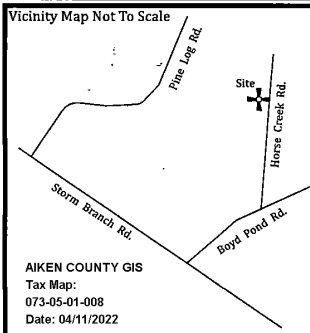 Vicinity Map Not To Scale
Pine Log Rd.
Site
Horse Creek Rd.
Storm Branch Rd.
Boyd Pond Rd.
AIKEN COUNTY GIS
Tax Map:
073-05-01-008
Date: 04/11/2022